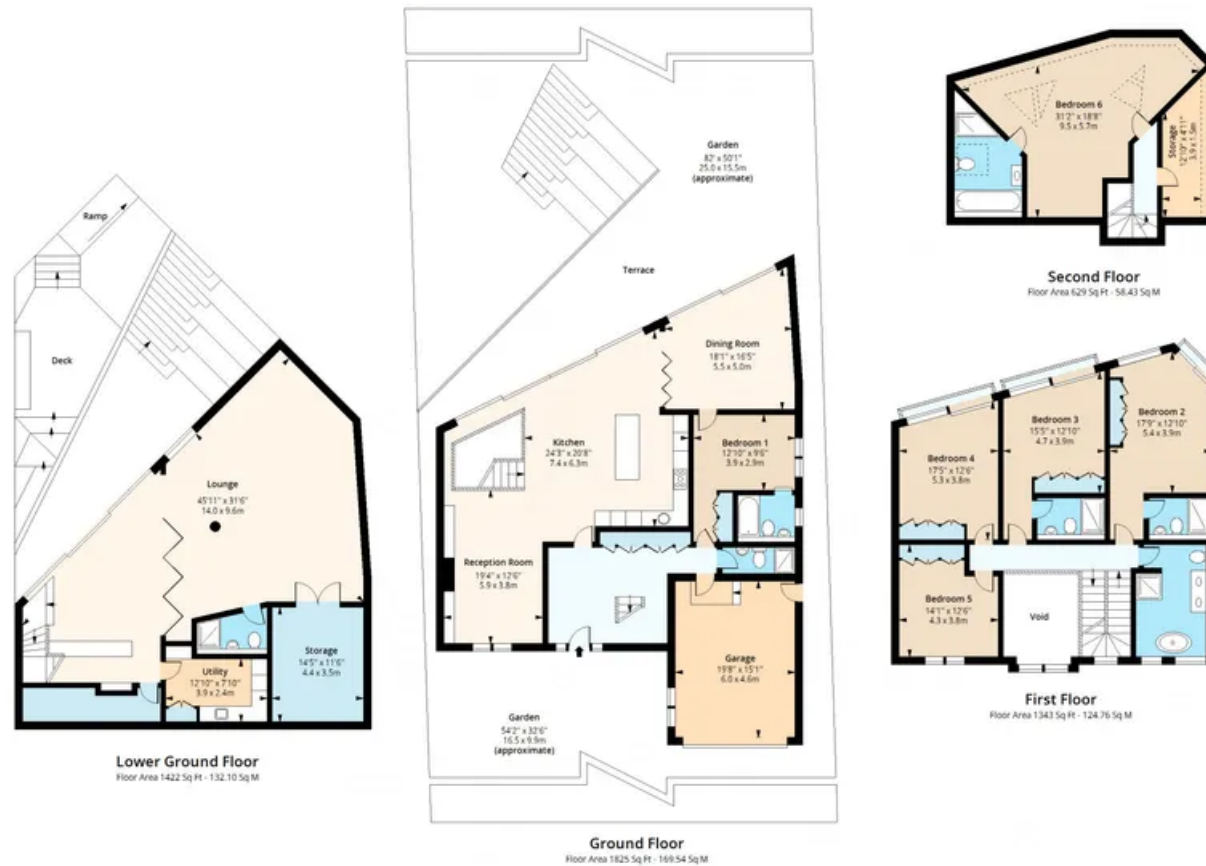 Ramp
Deck
Lounge
45'11" x 31'6"
14.0 x 9.6m
Utility
12'10" x 7'10"
3.9 x 2.4m
Storage
14'5" x 11'6"
4.4 x 3.5m
Lower Ground Floor
Floor Area 1422 Sq Ft - 132.10 Sq M
Garden
82' x 50'1"
25.0 x 15.5m
(approximate)
Terrace
Dining Room
18'1" x 16'5"
5.5 x 5.0m
Kitchen
24'3" x 20'8"
7.4 x 6.3m
Bedroom 1
12'10" x 9'6"
3.9 x 2.9m
Reception Room
19'4" x 12'6"
5.9 x 3.8m
Garage
19'8" x 15'1"
6.0 x 4.6m
Garden
54'2" x 32'6"
16.5 x 9.9m
(approximate)
Ground Floor
Floor Area 1825 Sq Ft - 169.54 Sq M
Bedroom 6
31'2" x 18'8"
9.5 x 5.7m
Storage
12'10" x 4'11"
3.9 x 1.5m
Second Floor
Floor Area 629 Sq Ft - 58.43 Sq M
Bedroom 2
17'9" x 12'10"
5.4 x 3.9m
Bedroom 3
15'5" x 12'10"
4.7 x 3.9m
Bedroom 4
17'5" x 12'6"
5.3 x 3.8m
Bedroom 5
14'1" x 12'6"
4.3 x 3.8m
Void
First Floor
Floor Area 1343 Sq Ft - 124.76 Sq M